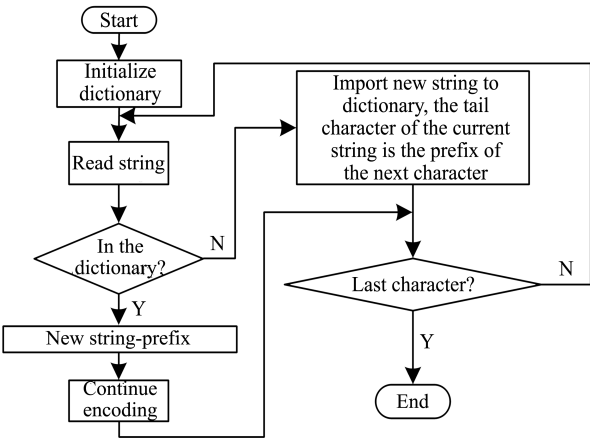 Start
Initialize
dictionary
Read string
In the
dictionary?
N
Y
New string-prefix
Continue
encoding
Import new string to
dictionary, the tail
character of the current
string is the prefix of
the next character
Last character?
N
Y
End